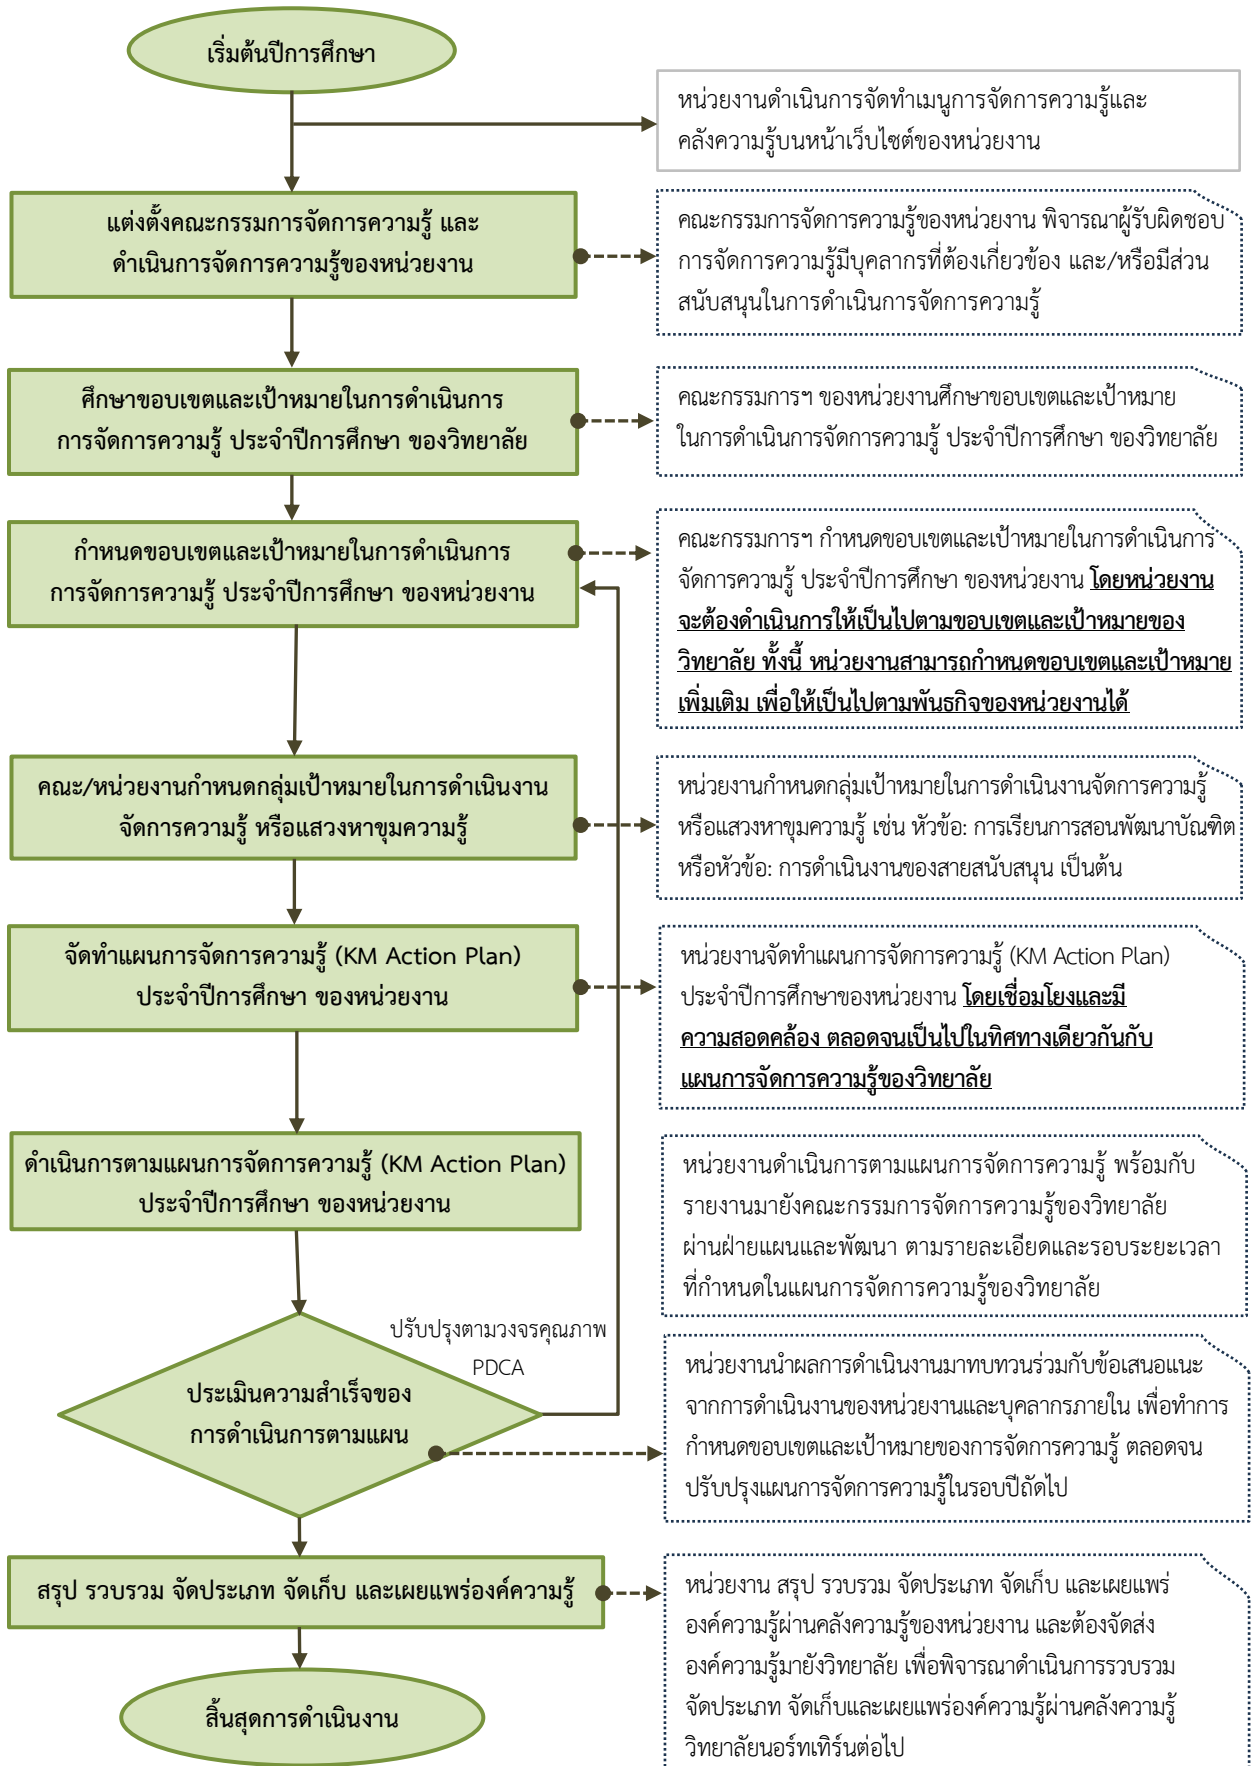 เริ่มต้นปีการศึกษา
หน่วยงานดำเนินการจัดทำเมนูการจัดการความรู้และ
คลังความรู้บนหน้าเว็บไซต์ของหน่วยงาน
แต่งตั้งคณะกรรมการจัดการความรู้ และ
ดำเนินการจัดการความรู้ของหน่วยงาน
คณะกรรมการจัดการความรู้ของหน่วยงาน พิจารณาผู้รับผิดชอบ
การจัดการความรู้มีบุคลากรที่ต้องเกี่ยวข้อง และ/หรือมีส่วน
สนับสนุนในการดำเนินการจัดการความรู้
ศึกษาขอบเขตและเป้าหมายในการดำเนินการ
การจัดการความรู้ ประจำปีการศึกษา ของวิทยาลัย
คณะกรรมการฯ ของหน่วยงานศึกษาขอบเขตและเป้าหมาย
ในการดำเนินการจัดการความรู้ ประจำปีการศึกษา ของวิทยาลัย
กำหนดขอบเขตและเป้าหมายในการดำเนินการ
การจัดการความรู้ ประจำปีการศึกษา ของหน่วยงาน
คณะกรรมการฯ กำหนดขอบเขตและเป้าหมายในการดำเนินการ
จัดการความรู้ ประจำปีการศึกษา ของหน่วยงาน โดยหน่วยงาน
จะต้องดำเนินการให้เป็นไปตามขอบเขตและเป้าหมายของ
วิทยาลัย ทั้งนี้ หน่วยงานสามารถกำหนดขอบเขตและเป้าหมาย
เพิ่มเติม เพื่อให้เป็นไปตามพันธกิจของหน่วยงานได้
คณะ/หน่วยงานกำหนดกลุ่มเป้าหมายในการดำเนินงาน
จัดการความรู้ หรือแสวงหาขุมความรู้
หน่วยงานกำหนดกลุ่มเป้าหมายในการดำเนินงานจัดการความรู้
หรือแสวงหาขุมความรู้ เช่น หัวข้อ: การเรียนการสอนพัฒนาบัณฑิต
หรือหัวข้อ: การดำเนินงานของสายสนับสนุน เป็นต้น
จัดทำแผนการจัดการความรู้ (KM Action Plan)
ประจำปีการศึกษา ของหน่วยงาน
หน่วยงานจัดทำแผนการจัดการความรู้ (KM Action Plan)
ประจำปีการศึกษาของหน่วยงาน โดยเชื่อมโยงและมี
ความสอดคล้อง ตลอดจนเป็นไปในทิศทางเดียวกันกับ
แผนการจัดการความรู้ของวิทยาลัย
ดำเนินการตามแผนการจัดการความรู้ (KM Action Plan)
ประจำปีการศึกษา ของหน่วยงาน
หน่วยงานดำเนินการตามแผนการจัดการความรู้ พร้อมกับ
รายงานมายังคณะกรรมการจัดการความรู้ของวิทยาลัย
ผ่านฝ่ายแผนและพัฒนา ตามรายละเอียดและรอบระยะเวลา
ที่กำหนดในแผนการจัดการความรู้ของวิทยาลัย
ปรับปรุงตามวงจรคุณภาพ
PDCA
ประเมินความสำเร็จของ
การดำเนินการตามแผน
หน่วยงานนำผลการดำเนินงานมาทบทวนร่วมกับข้อเสนอแนะ
จากการดำเนินงานของหน่วยงานและบุคลากรภายใน เพื่อทำการ
กำหนดขอบเขตและเป้าหมายของการจัดการความรู้ ตลอดจน
ปรับปรุงแผนการจัดการความรู้ในรอบปีถัดไป
สรุป รวบรวม จัดประเภท จัดเก็บ และเผยแพร่องค์ความรู้
หน่วยงาน สรุป รวบรวม จัดประเภท จัดเก็บ และเผยแพร่
องค์ความรู้ผ่านคลังความรู้ของหน่วยงาน และต้องจัดส่ง
องค์ความรู้มายังวิทยาลัย เพื่อพิจารณาดำเนินการรวบรวม
จัดประเภท จัดเก็บและเผยแพร่องค์ความรู้ผ่านคลังความรู้
วิทยาลัยนอร์ทเทิร์นต่อไป
สิ้นสุดการดำเนินงาน